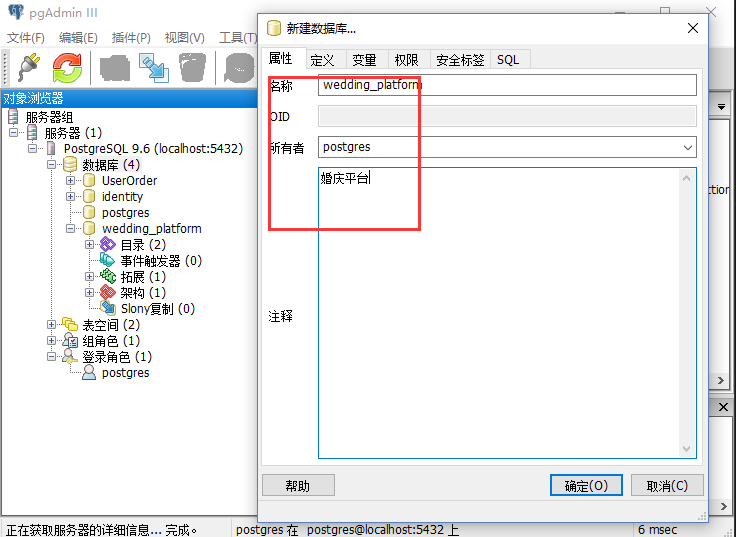 pgAdmin III
文件(F) 编辑(E) 插件(P) 视图(V) 工具(T)
对象浏览器
服务器组
服务器 (1)
PostgreSQL 9.6 (localhost:5432)
数据库 (4)
UserOrder
identity
postgres
wedding_platform
目录 (2)
事件触发器 (0)
拓展 (1)
架构 (1)
Slony复制 (0)
表空间 (2)
组角色 (1)
登录角色 (1)
postgres
新建数据库...
属性 定义 变量 权限 安全标签 SQL
名称 wedding_platform
OID
所有者 postgres
婚庆平台
注释
帮助 确定(O) 取消(C)
ction
正在获取服务器的详细信息... 完成。 postgres 在 postgres@localhost:5432 上 6 msec